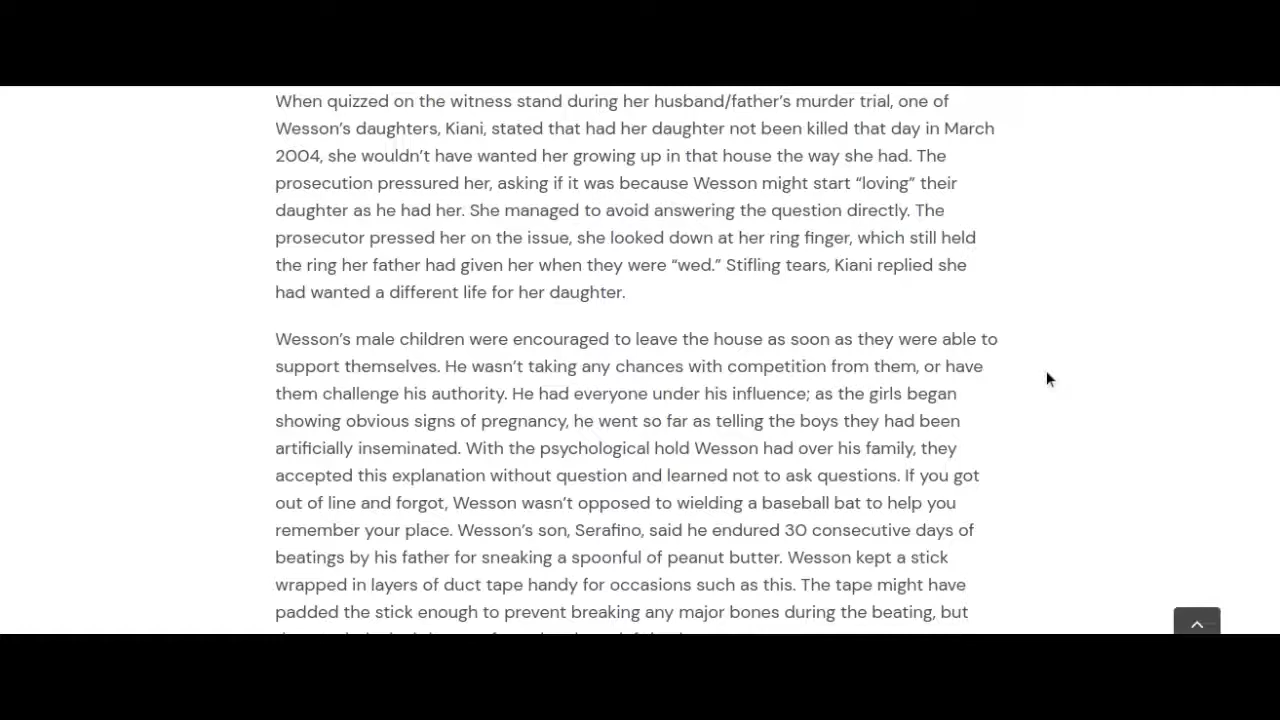 When quizzed on the witness stand during her husband/father’s murder trial, one of
Wesson’s daughters, Kiani, stated that had her daughter not been killed that day in March
2004, she wouldn’t have wanted her growing up in that house the way she had. The
prosecution pressured her, asking if it was because Wesson might start “loving” their
daughter as he had her. She managed to avoid answering the question directly. The
prosecutor pressed her on the issue, she looked down at her ring finger, which still held
the ring her father had given her when they were “wed.” Stifling tears, Kiani replied she
had wanted a different life for her daughter.
Wesson’s male children were encouraged to leave the house as soon as they were able to
support themselves. He wasn’t taking any chances with competition from them, or have
them challenge his authority. He had everyone under his influence; as the girls began
showing obvious signs of pregnancy, he went so far as telling the boys they had been
artificially inseminated. With the psychological hold Wesson had over his family, they
accepted this explanation without question and learned not to ask questions. If you got
out of line and forgot, Wesson wasn’t opposed to wielding a baseball bat to help you
remember your place. Wesson’s son, Serafino, said he endured 30 consecutive days of
beatings by his father for sneaking a spoonful of peanut butter. Wesson kept a stick
wrapped in layers of duct tape handy for occasions such as this. The tape might have
padded the stick enough to prevent breaking any major bones during the beating, but